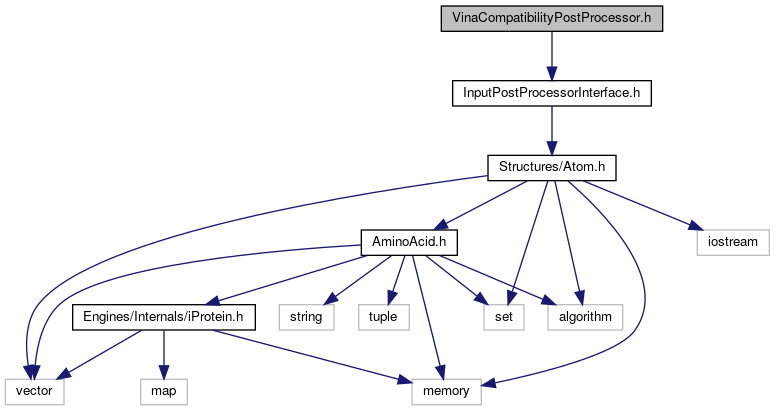 VinaCompatibilityPostProcessor.h
InputPostProcessorInterface.h
Structures/Atom.h
AminoAcid.h
iostream
Engines/Internals/iProtein.h
string
tuple
set
algorithm
vector
map
memory